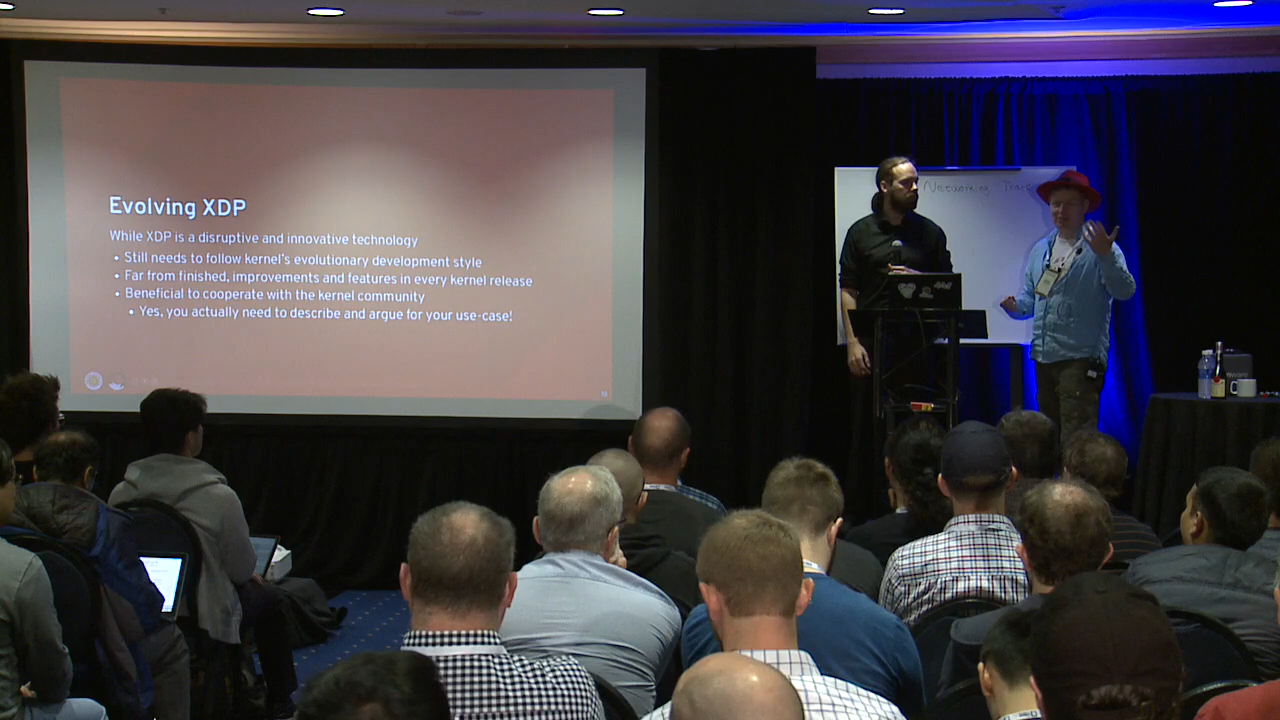 Evolving XDP
While XDP is a disruptive and innovative technology
• Still needs to follow kernel's evolutionary development style
• Far from finished, improvements and features in every kernel release
• Beneficial to cooperate with the kernel community
• Yes, you actually need to describe and argue for your use-case!
Networking